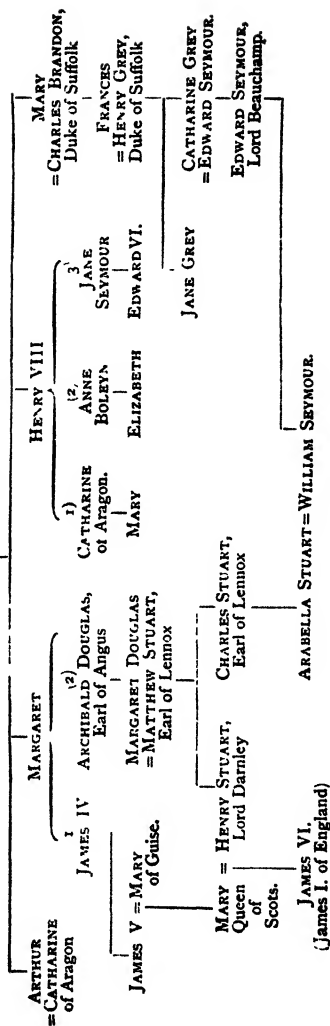 ARTHUR
=CATHARINE
of Aragon
MARGARET
HENRY VIII
MARY
=CHARLES BRANDON,
Duke of Suffolk
1
JAMES IV
(2)
ARCHIBALD DOUGLAS,
Earl of Angus
1)
CATHARINE
of Aragon.
(2,
ANNE
BOLEYN
3)
JANE
SEYMOUR
FRANCES
=HENRY GREY,
Duke of Suffolk
JAMES V = MARY
of Guise.
MARGARET DOUGLAS
=MATTHEW STUART,
Earl of Lennox
MARY
ELIZABETH
EDWARD VI.
JANE GREY
CATHARINE GREY
=EDWARD SEYMOUR.
MARY = HENRY STUART,
Queen
of
Scots.
Lord Darnley
CHARLES STUART,
Earl of Lennox
EDWARD SEYMOUR,
Lord Beauchamp.
JAMES VI.
(James I. of England)
ARABELLA STUART=WILLIAM SEYMOUR.